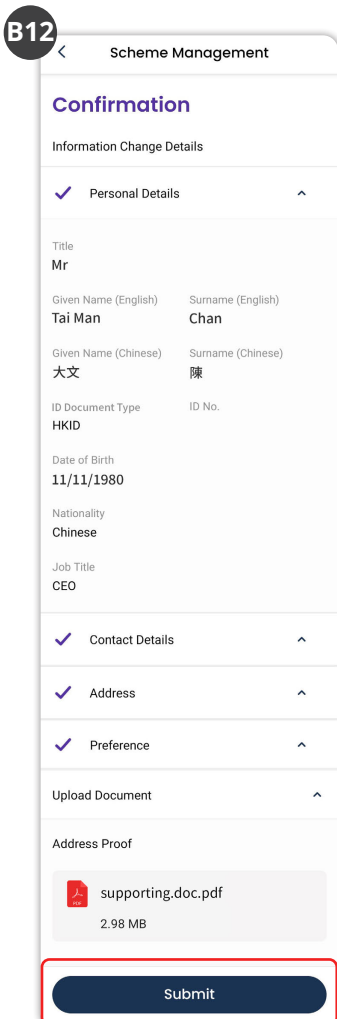 B12
Scheme Management
Confirmation
Information Change Details
Personal Details
Title
Mr
Given Name (English) Surname (English)
Tai Man Chan
Given Name (Chinese) Surname (Chinese)
大文 陳
ID Document Type ID No.
HKID
Date of Birth
11/11/1980
Nationality
Chinese
Job Title
CEO
Contact Details
Address
Preference
Upload Document
Address Proof
PDF supporting.doc.pdf
2.98 MB
Submit